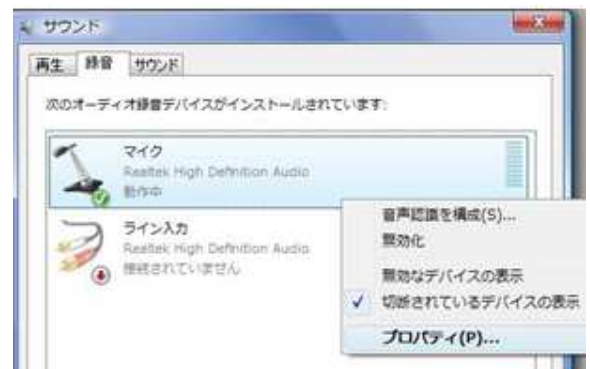 サウンド
再生 録音 サウンド
次のオーディオ録音デバイスがインストールされています:
マイク
Realtek High Definition Audio
動作中
ライン入力
Realtek High Definition Audio
接続されていません
音声認識を構成(S)...
無効化
無効なデバイスの表示
切断されているデバイスの表示
プロパティ(P)...